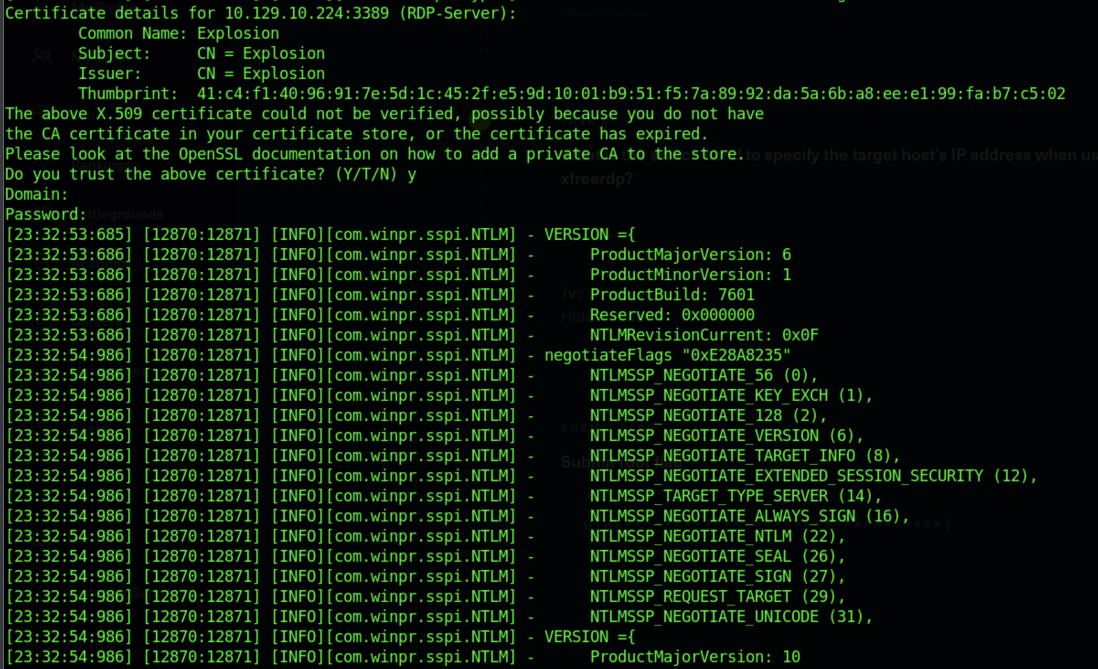 Certificate details for 10.129.10.224:3389 (RDP-Server):
        Common Name: Explosion
        Subject:     CN = Explosion
        Issuer:      CN = Explosion
        Thumbprint:  41:c4:f1:40:96:91:7e:5d:1c:45:2f:e5:9d:10:01:b9:51:f5:7a:89:92:da:5a:6b:a8:ee:e1:99:fa:b7:c5:02
The above X.509 certificate could not be verified, possibly because you do not have
the CA certificate in your certificate store, or the certificate has expired.
Please look at the OpenSSL documentation on how to add a private CA to the store.
to specify the target host's IP address when us
xfreerdp?
Do you trust the above certificate? (Y/T/N) y
Domain:
Password:
[23:32:53:685] [12870:12871] [INFO][com.winpr.sspi.NTLM] - VERSION ={
[23:32:53:686] [12870:12871] [INFO][com.winpr.sspi.NTLM] -      ProductMajorVersion: 6
[23:32:53:686] [12870:12871] [INFO][com.winpr.sspi.NTLM] -      ProductMinorVersion: 1
[23:32:53:686] [12870:12871] [INFO][com.winpr.sspi.NTLM] -      ProductBuild: 7601
[23:32:53:686] [12870:12871] [INFO][com.winpr.sspi.NTLM] -      Reserved: 0x000000
[23:32:53:686] [12870:12871] [INFO][com.winpr.sspi.NTLM] -      NTLMRevisionCurrent: 0x0F
[23:32:54:986] [12870:12871] [INFO][com.winpr.sspi.NTLM] - negotiateFlags "0xE28A8235"
[23:32:54:986] [12870:12871] [INFO][com.winpr.sspi.NTLM] -      NTLMSSP_NEGOTIATE_56 (0),
[23:32:54:986] [12870:12871] [INFO][com.winpr.sspi.NTLM] -      NTLMSSP_NEGOTIATE_KEY_EXCH (1),
[23:32:54:986] [12870:12871] [INFO][com.winpr.sspi.NTLM] -      NTLMSSP_NEGOTIATE_128 (2),
[23:32:54:986] [12870:12871] [INFO][com.winpr.sspi.NTLM] -      NTLMSSP_NEGOTIATE_VERSION (6),
[23:32:54:986] [12870:12871] [INFO][com.winpr.sspi.NTLM] -      NTLMSSP_NEGOTIATE_TARGET_INFO (8),
[23:32:54:986] [12870:12871] [INFO][com.winpr.sspi.NTLM] -      NTLMSSP_NEGOTIATE_EXTENDED_SESSION_SECURITY (12),
[23:32:54:986] [12870:12871] [INFO][com.winpr.sspi.NTLM] -      NTLMSSP_TARGET_TYPE_SERVER (14),
[23:32:54:986] [12870:12871] [INFO][com.winpr.sspi.NTLM] -      NTLMSSP_NEGOTIATE_ALWAYS_SIGN (16),
[23:32:54:986] [12870:12871] [INFO][com.winpr.sspi.NTLM] -      NTLMSSP_NEGOTIATE_NTLM (22),
[23:32:54:986] [12870:12871] [INFO][com.winpr.sspi.NTLM] -      NTLMSSP_NEGOTIATE_SEAL (26),
[23:32:54:986] [12870:12871] [INFO][com.winpr.sspi.NTLM] -      NTLMSSP_NEGOTIATE_SIGN (27),
[23:32:54:986] [12870:12871] [INFO][com.winpr.sspi.NTLM] -      NTLMSSP_REQUEST_TARGET (29),
[23:32:54:986] [12870:12871] [INFO][com.winpr.sspi.NTLM] -      NTLMSSP_NEGOTIATE_UNICODE (31),
[23:32:54:986] [12870:12871] [INFO][com.winpr.sspi.NTLM] - VERSION ={
[23:32:54:986] [12870:12871] [INFO][com.winpr.sspi.NTLM] -      ProductMajorVersion: 10